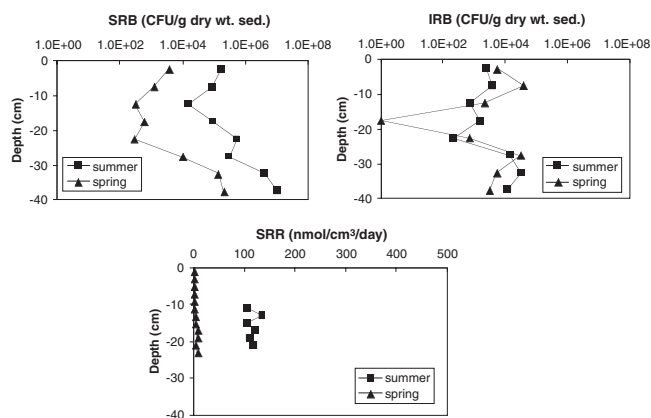 SRB (CFU/g dry wt. sed.)
1.0E+00 1.0E+02 1.0E+04 1.0E+06 1.0E+08
0
-10
-20
-30
-40
Depth (cm)
summer
spring
IRB (CFU/g dry wt. sed.)
1.0E+00 1.0E+02 1.0E+04 1.0E+06 1.0E+08
0
-10
-20
-30
-40
Depth (cm)
summer
spring
SRR (nmol/cm³/day)
0 100 200 300 400 500
0
-10
-20
-30
-40
Depth (cm)
summer
spring